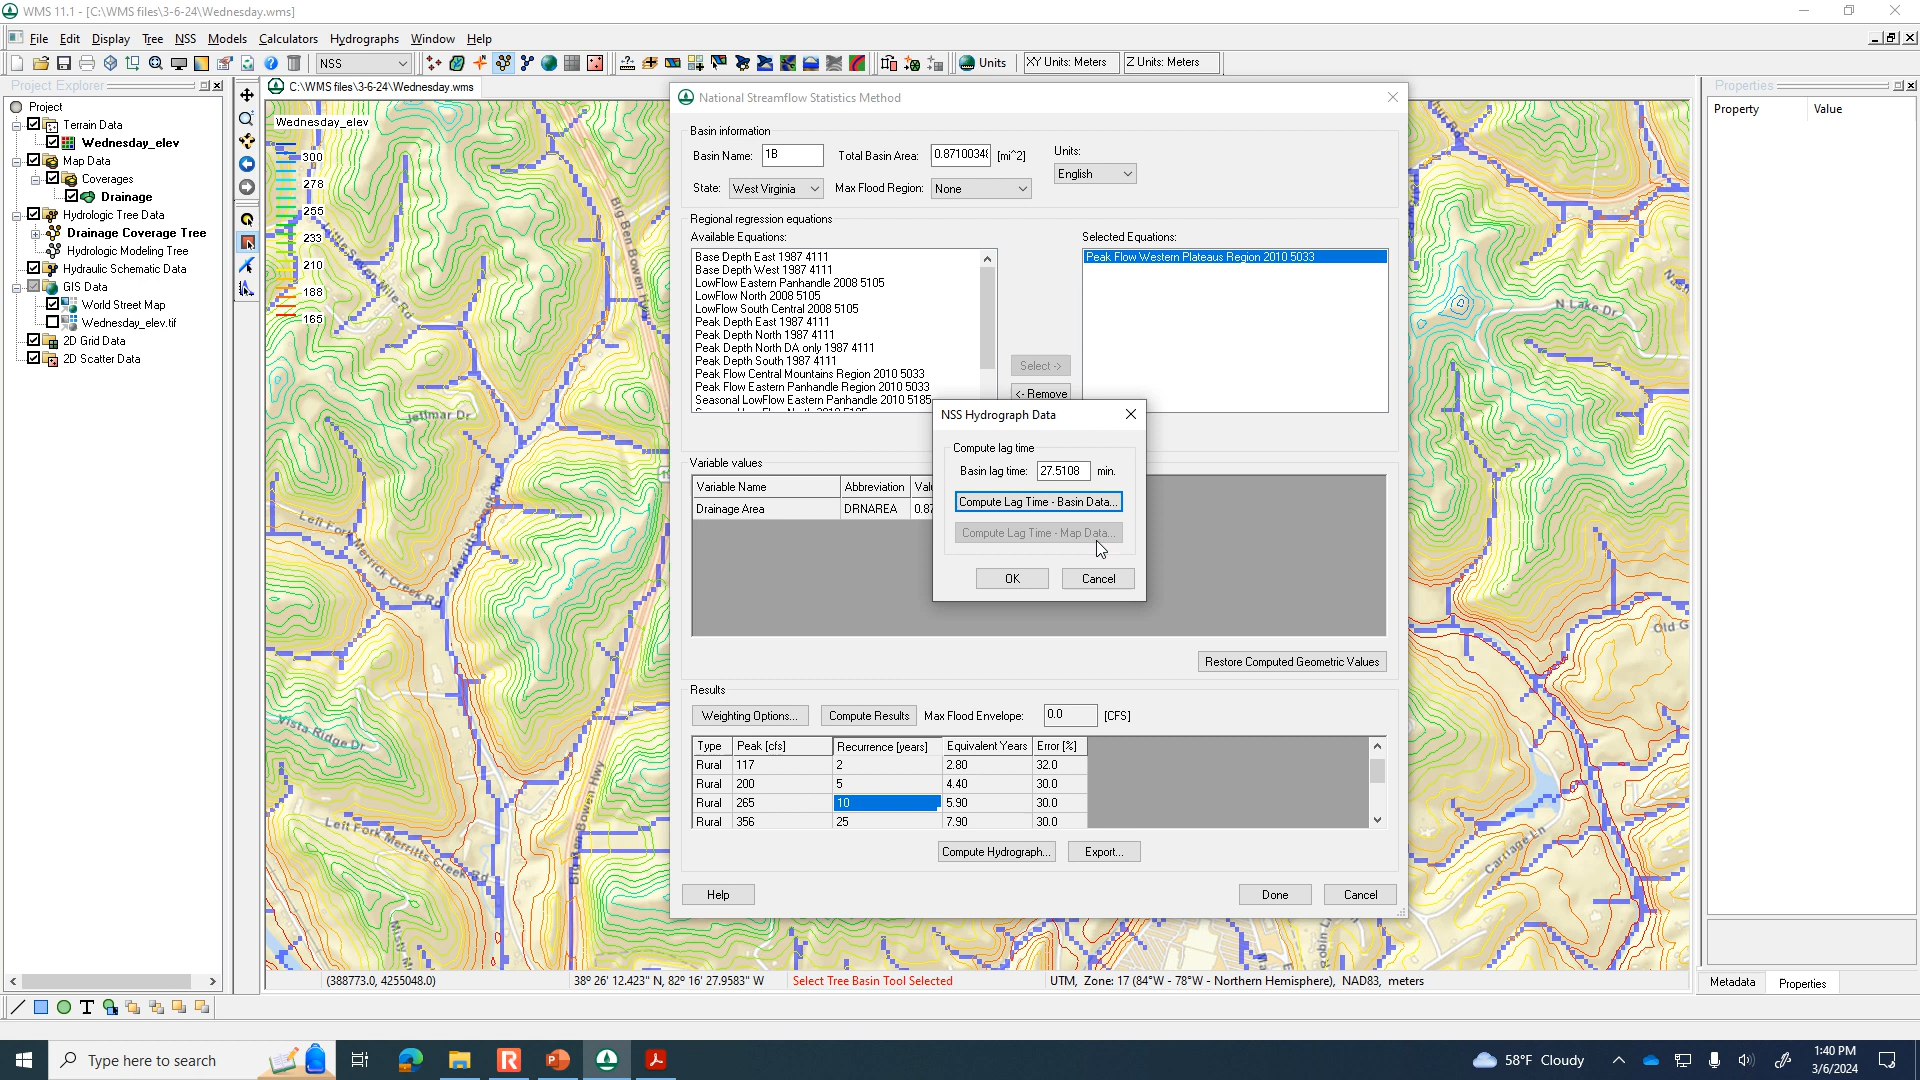 WMS 11.1 - [C:\WMS files\3-6-24\Wednesday.wms]
File Edit Display Tree NSS Models Calculators Hydrographs Window Help
NSS
Units
XY Units: Meters
Z Units: Meters
Project Explorer
Project
Terrain Data
Wednesday_elev
Map Data
Coverages
Drainage
Hydrologic Tree Data
Drainage Coverage Tree
Hydrologic Modeling Tree
Hydraulic Schematic Data
GIS Data
World Street Map
Wednesday_elev.tif
2D Grid Data
2D Scatter Data
C:\WMS files\3-6-24\Wednesday.wms
Wednesday_elev
300
278
255
233
210
188
165
Big Ben Bowen Hwy
Jettmar Dr
Merritts Creek Rd
Left Fork Merrick Creek Rd
Vista Ridge Dr
Left Fork Merritts Creek Rd
Big Ben Bowen Hwy
N Lake Dr
Carriage Ln
National Streamflow Statistics Method
Basin information
Basin Name: 1B
Total Basin Area: 0.8710034 [mi^2]
Units:
English
State: West Virginia
Max Flood Region: None
Regional regression equations
Available Equations:
Base Depth East 1987 4111
Base Depth West 1987 4111
LowFlow Eastern Panhandle 2008 5105
LowFlow North 2008 5105
LowFlow South Central 2008 5105
Peak Depth East 1987 4111
Peak Depth North 1987 4111
Peak Depth North DA only 1987 4111
Peak Depth South 1987 4111
Peak Flow Central Mountains Region 2010 5033
Peak Flow Eastern Panhandle Region 2010 5033
Seasonal LowFlow Eastern Panhandle 2010 5185
Select ->
<- Remove
Selected Equations:
Peak Flow Western Plateaus Region 2010 5033
NSS Hydrograph Data
Compute lag time
Basin lag time: 27.5108 min.
Compute Lag Time - Basin Data...
Compute Lag Time - Map Data...
OK
Cancel
Variable values
Variable Name Abbreviation
Drainage Area DRNAREA 0.87
Restore Computed Geometric Values
Results
Weighting Options...
Compute Results
Max Flood Envelope: 0.0 [CFS]
Type Peak [cfs] Recurrence [years] Equivalent Years Error [%]
Rural 117 2 2.80 32.0
Rural 200 5 4.40 30.0
Rural 265 10 5.90 30.0
Rural 356 25 7.90 30.0
Compute Hydrograph...
Export...
Help
Done
Cancel
Properties
Property Value
Metadata
Properties
(388773.0, 4255048.0)
38° 26' 12.423" N, 82° 16' 27.9583" W
Select Tree Basin Tool Selected
UTM, Zone: 17 (84°W - 78°W - Northern Hemisphere), NAD83, meters
Type here to search
58°F Cloudy
1:40 PM
3/6/2024